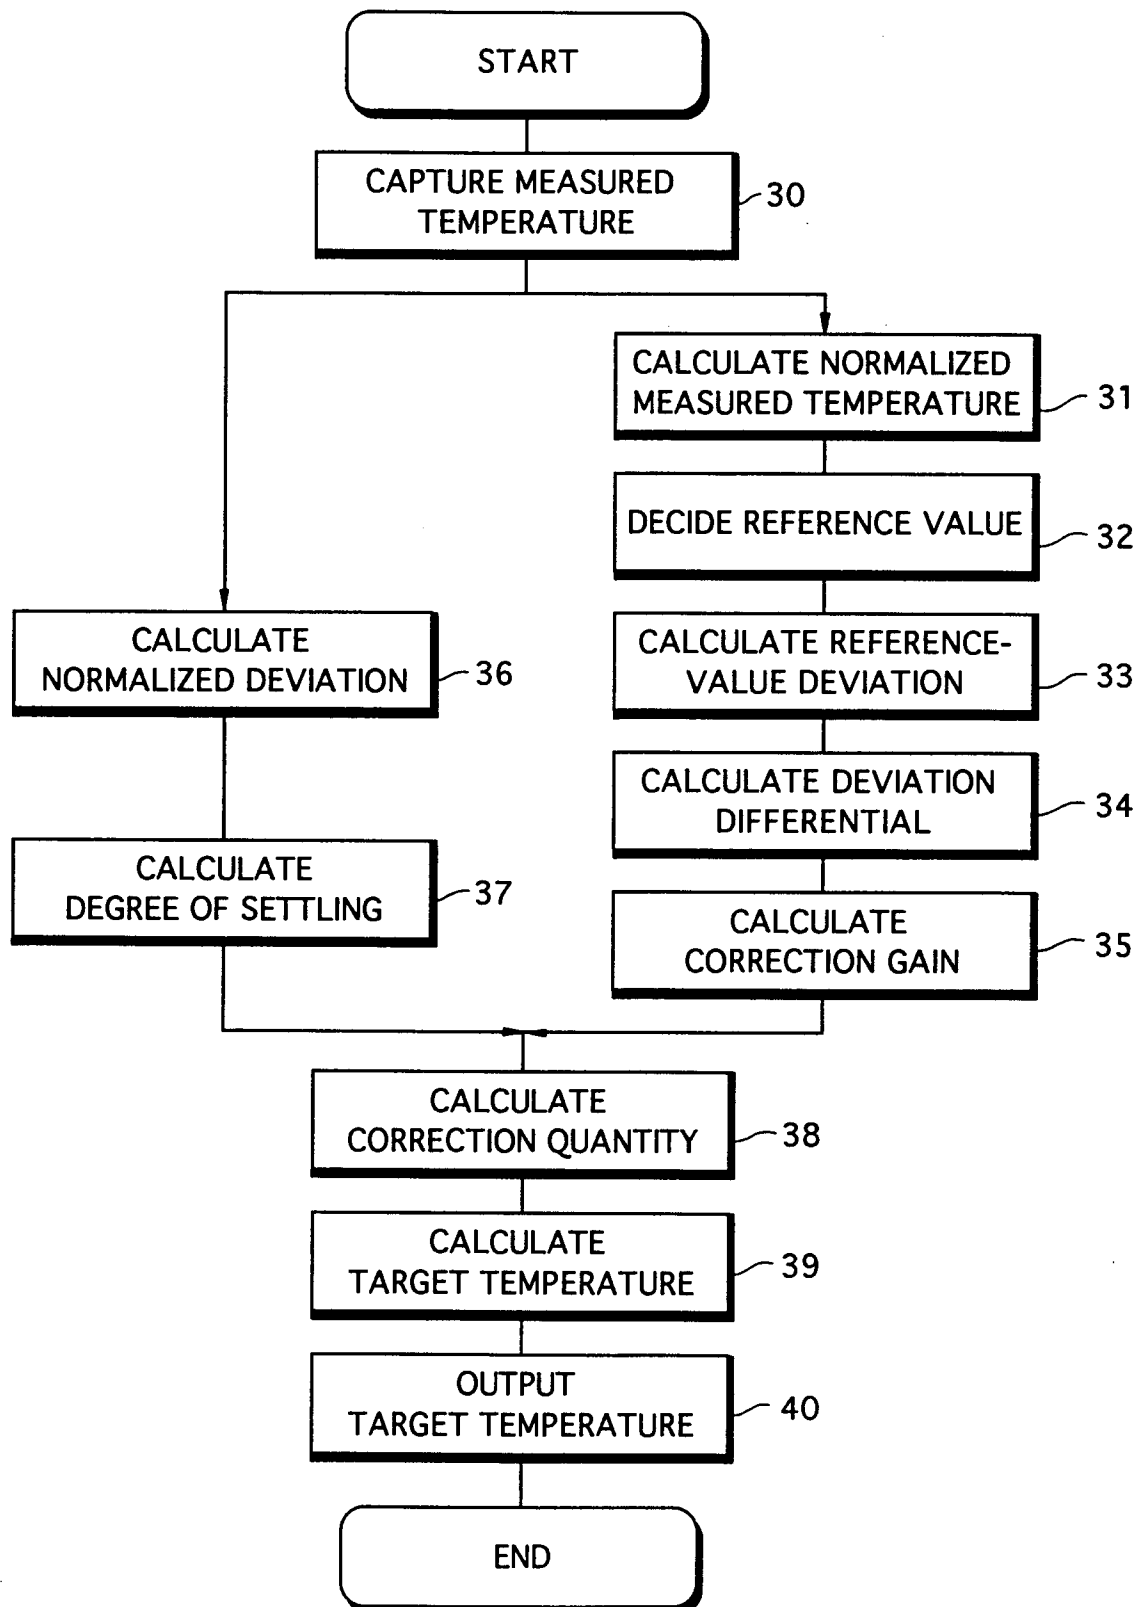 START
CAPTURE MEASURED
TEMPERATURE
30
CALCULATE NORMALIZED
MEASURED TEMPERATURE
31
DECIDE REFERENCE VALUE
32
CALCULATE REFERENCE-
VALUE DEVIATION
33
CALCULATE DEVIATION
DIFFERENTIAL
34
CALCULATE
CORRECTION GAIN
35
CALCULATE
NORMALIZED DEVIATION
36
CALCULATE
DEGREE OF SETTLING
37
CALCULATE
CORRECTION QUANTITY
38
CALCULATE
TARGET TEMPERATURE
39
OUTPUT
TARGET TEMPERATURE
40
END